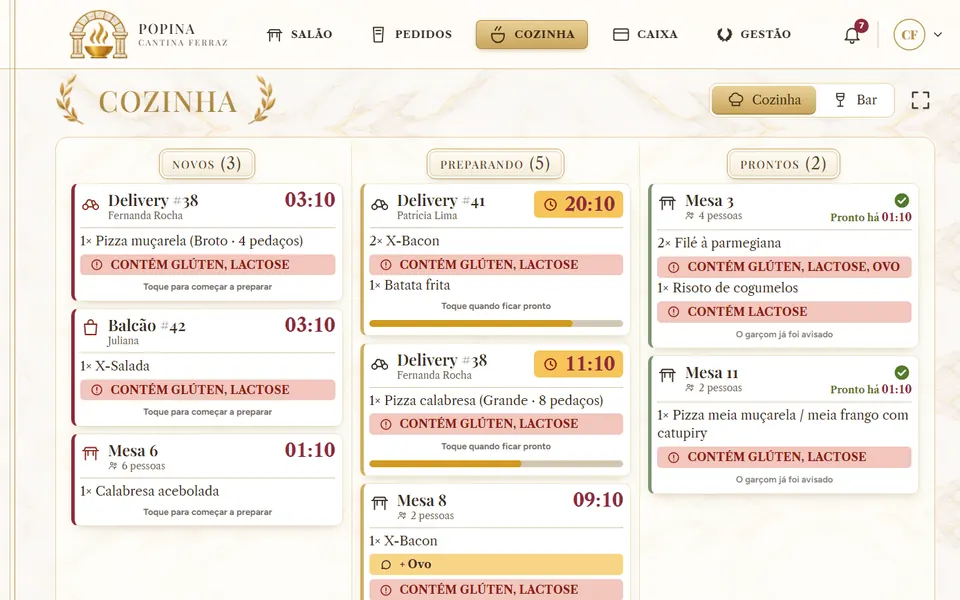 POPINA
CANTINA FERRAZ
SALÃO
PEDIDOS
COZINHA
CAIXA
GESTÃO
7
CF
COZINHA
Cozinha
Bar
NOVOS (3)
Delivery #38
03:10
Fernanda Rocha
1× Pizza muçarela (Broto · 4 pedaços)
CONTÉM GLÚTEN, LACTOSE
Toque para começar a preparar
Balcão #42
03:10
Juliana
1× X-Salada
CONTÉM GLÚTEN, LACTOSE
Toque para começar a preparar
Mesa 6
01:10
6 pessoas
1× Calabresa acebolada
Toque para começar a preparar
PREPARANDO (5)
Delivery #41
20:10
Patrícia Lima
2× X-Bacon
CONTÉM GLÚTEN, LACTOSE
1× Batata frita
Toque quando ficar pronto
Delivery #38
11:10
Fernanda Rocha
1× Pizza calabresa (Grande · 8 pedaços)
CONTÉM GLÚTEN, LACTOSE
Toque quando ficar pronto
Mesa 8
09:10
2 pessoas
1× X-Bacon
+ Ovo
CONTÉM GLÚTEN, LACTOSE
PRONTOS (2)
Mesa 3
4 pessoas
Pronto há 01:10
2× Filé à parmegiana
CONTÉM GLÚTEN, LACTOSE, OVO
1× Risoto de cogumelos
CONTÉM LACTOSE
O garçom já foi avisado
Mesa 11
2 pessoas
Pronto há 01:10
1× Pizza meia muçarela / meia frango com
catupiry
CONTÉM GLÚTEN, LACTOSE
O garçom já foi avisado